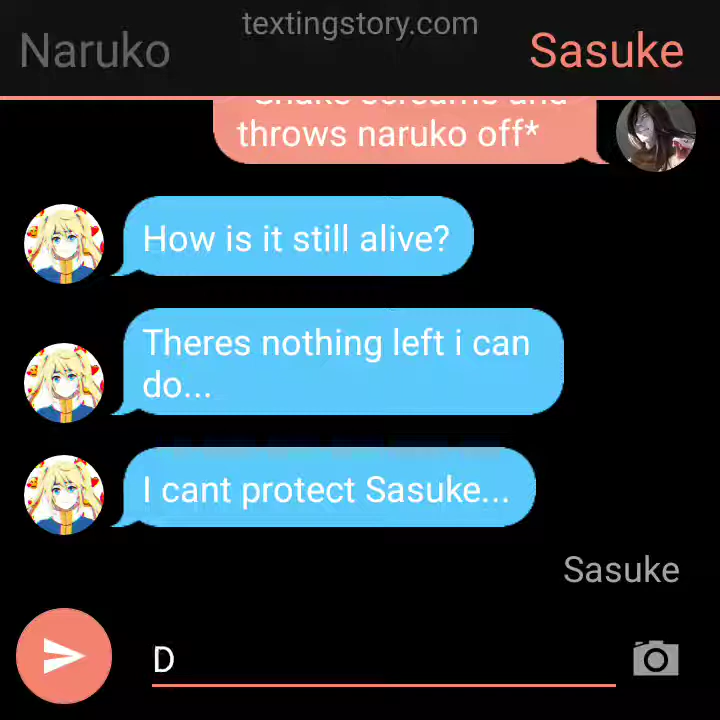 textingstory.com
Naruko
Sasuke
throws naruko off*
How is it still alive?
Theres nothing left i can
do...
I cant protect Sasuke...
Sasuke
D